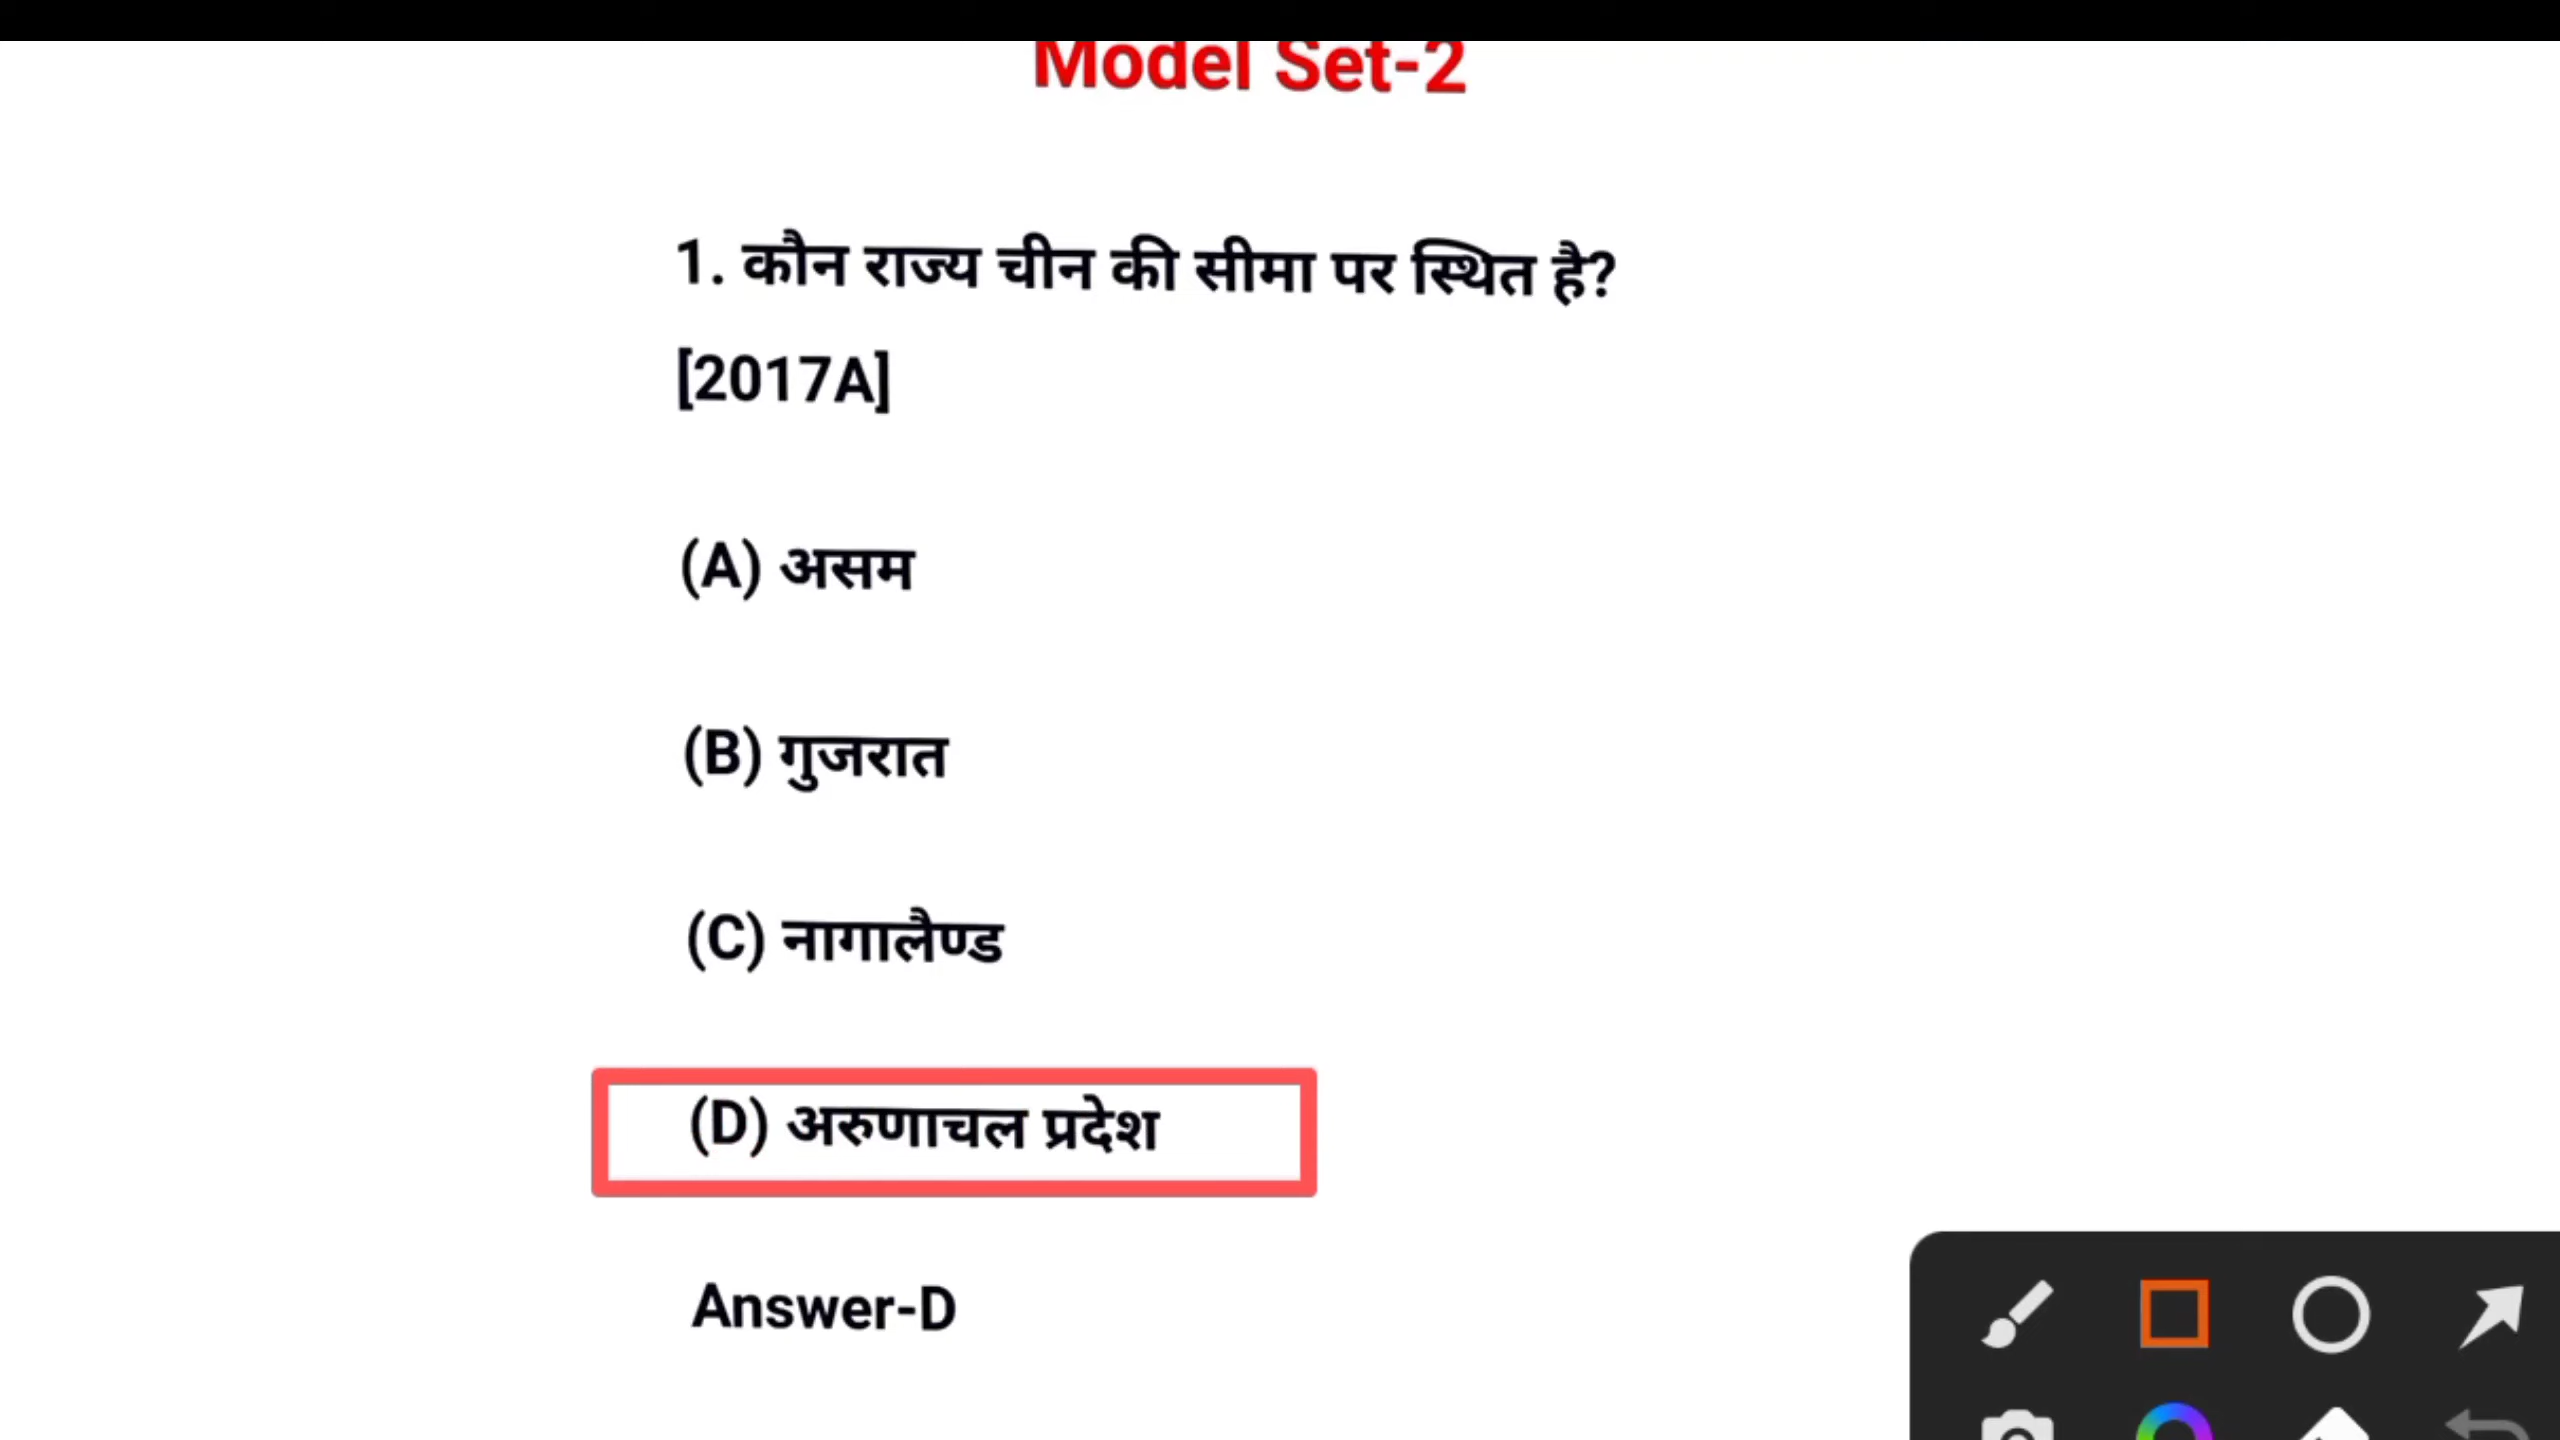 Model Set-2
1. कौन राज्य चीन की सीमा पर स्थित है?
[2017A]
(A) असम
(B) गुजरात
(C) नागालैण्ड
(D) अरुणाचल प्रदेश
Answer-D